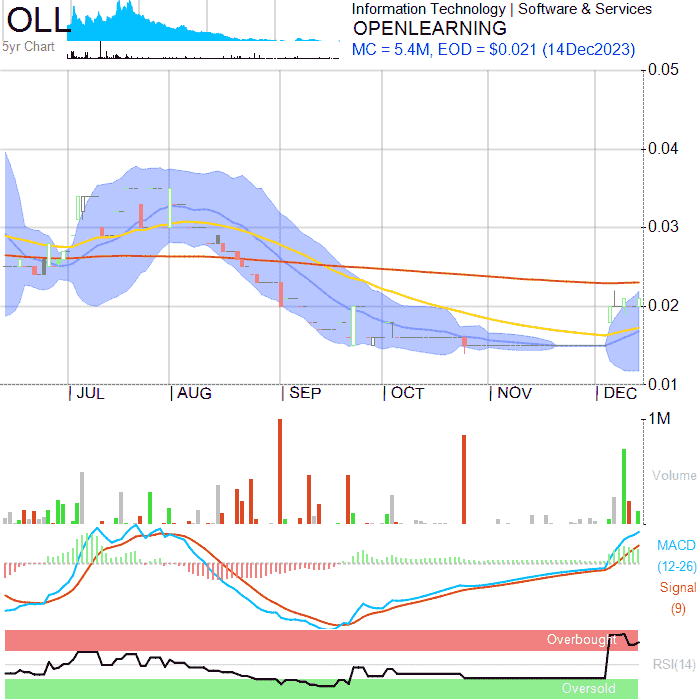 OLL
5yr Chart
Information Technology | Software & Services
OPENLEARNING
MC = 5.4M, EOD = $0.021 (14Dec2023)
0.05
0.04
0.03
0.02
0.01
JUL AUG SEP OCT NOV DEC
1M
Volume
MACD
(12-26)
Signal
(9)
Overbought
RSI(14)
Oversold